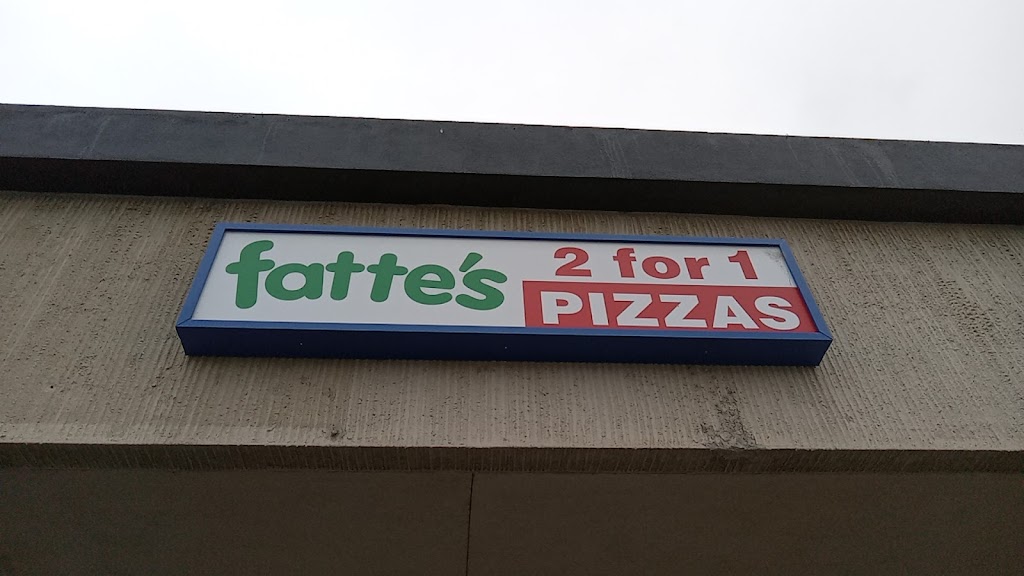 fatte's
2 for 1
PIZZAS